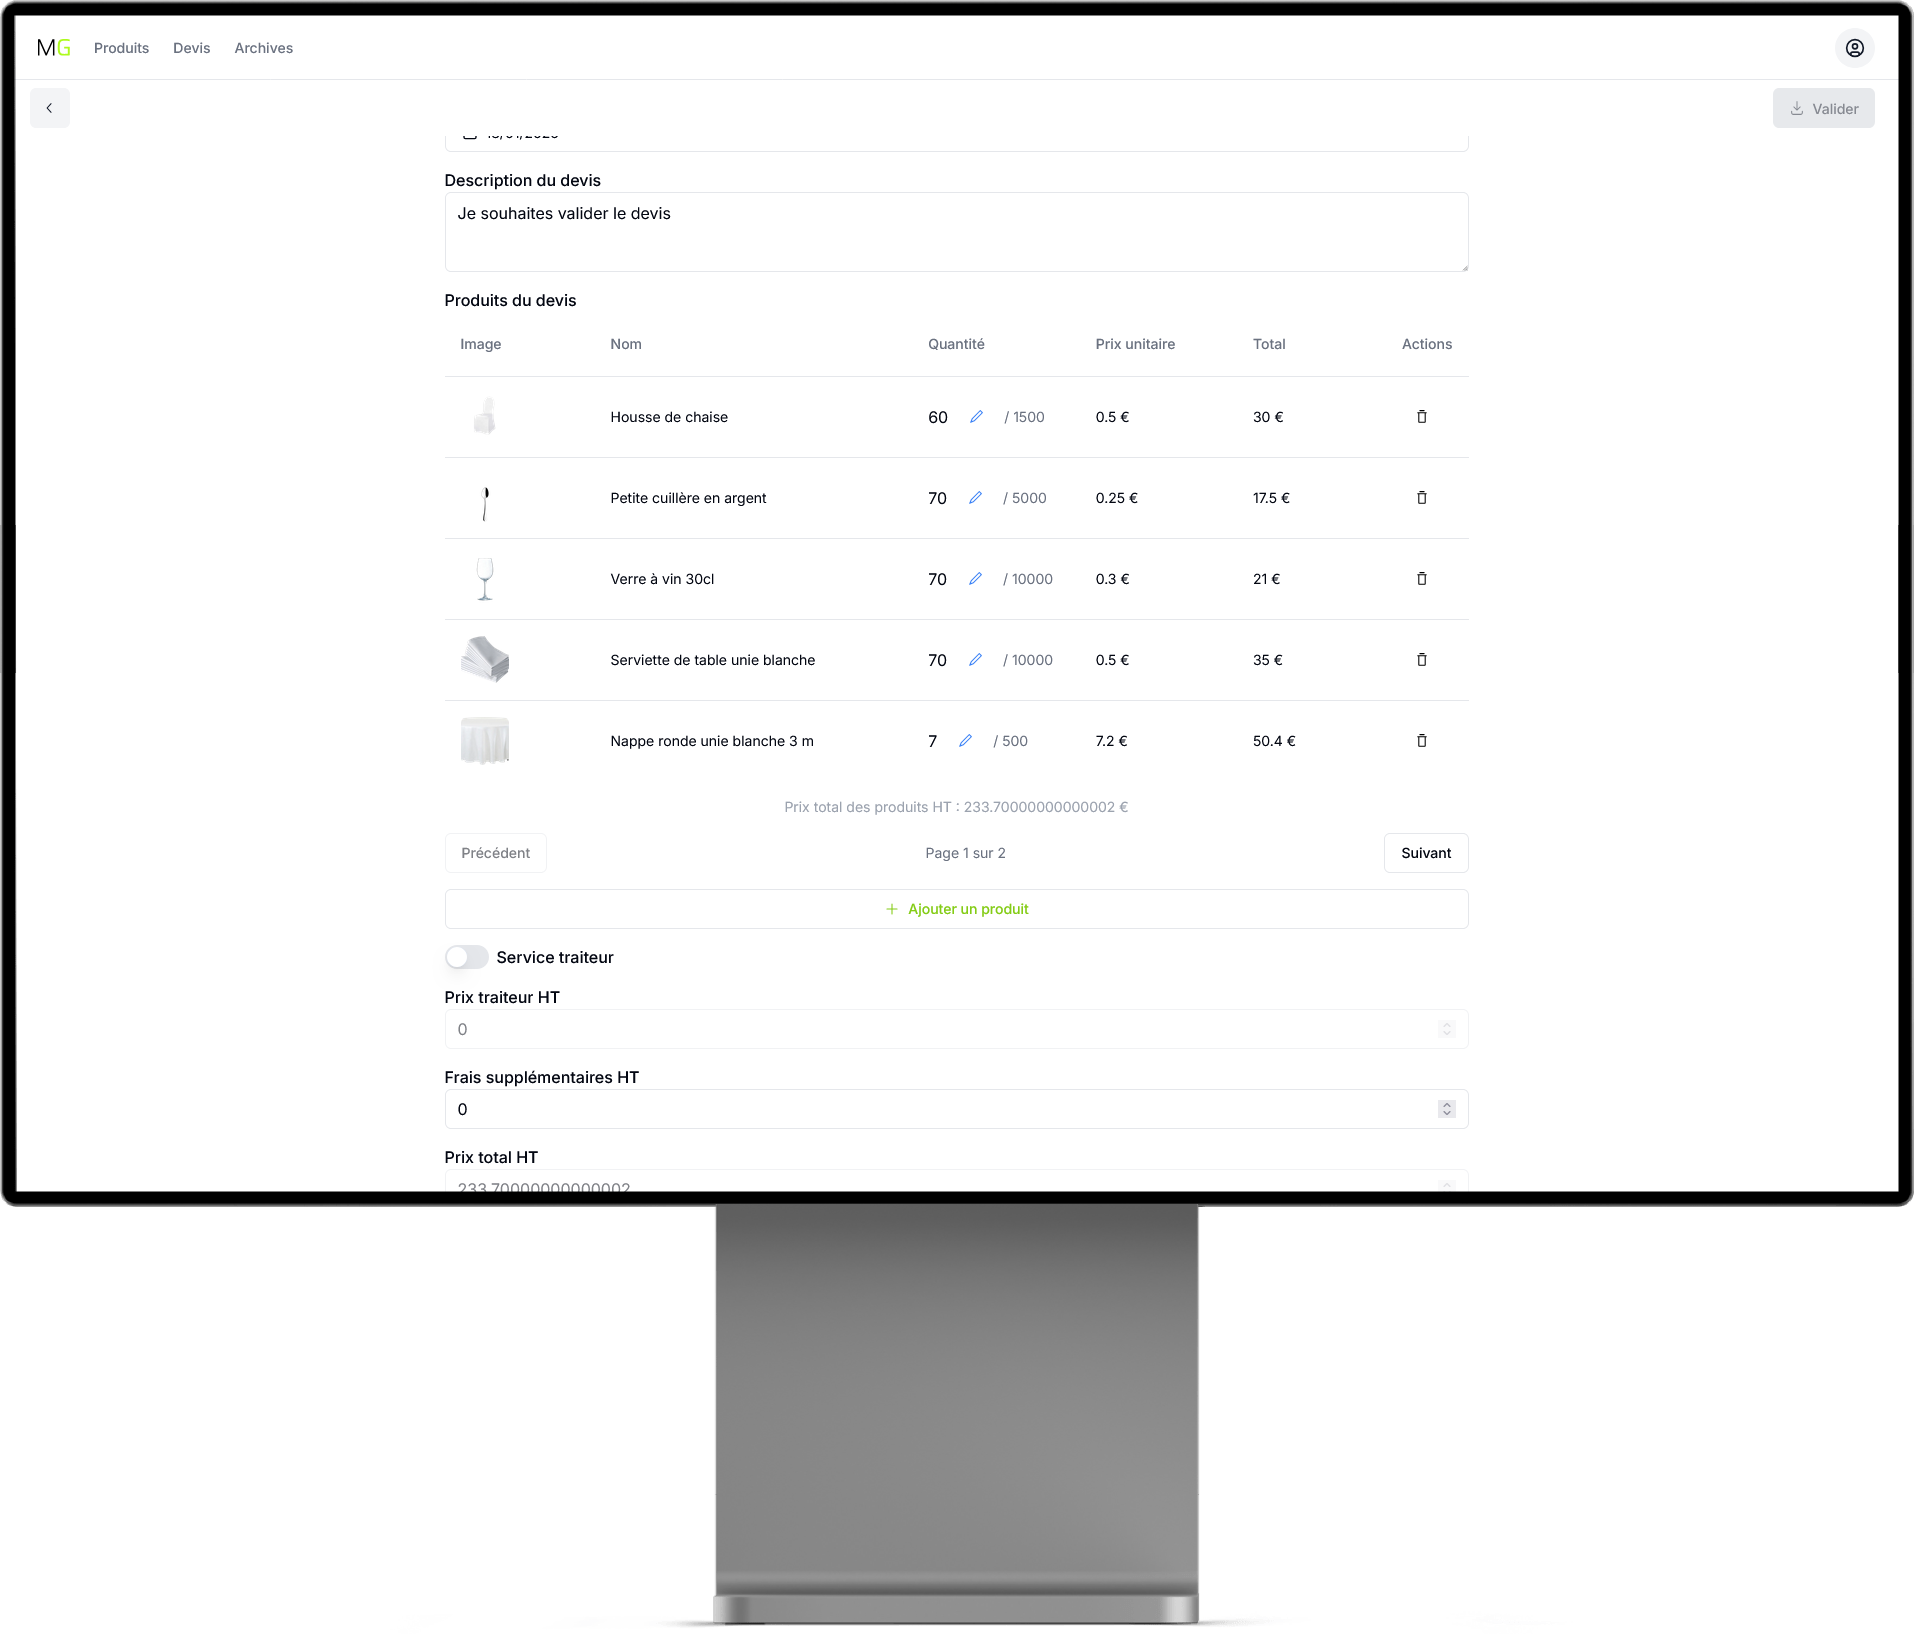 MG Produits Devis Archives
Valider
Description du devis
Je souhaites valider le devis
Produits du devis
Image Nom Quantité Prix unitaire Total Actions
Housse de chaise 60 / 1500 0.5 € 30 €
Petite cuillère en argent 70 / 5000 0.25 € 17.5 €
Verre à vin 30cl 70 / 10000 0.3 € 21 €
Serviette de table unie blanche 70 / 10000 0.5 € 35 €
Nappe ronde unie blanche 3 m 7 / 500 7.2 € 50.4 €
Prix total des produits HT : 233.70000000000002 €
Précédent Page 1 sur 2 Suivant
+ Ajouter un produit
Service traiteur
Prix traiteur HT
0
Frais supplémentaires HT
0
Prix total HT
233.70000000000002